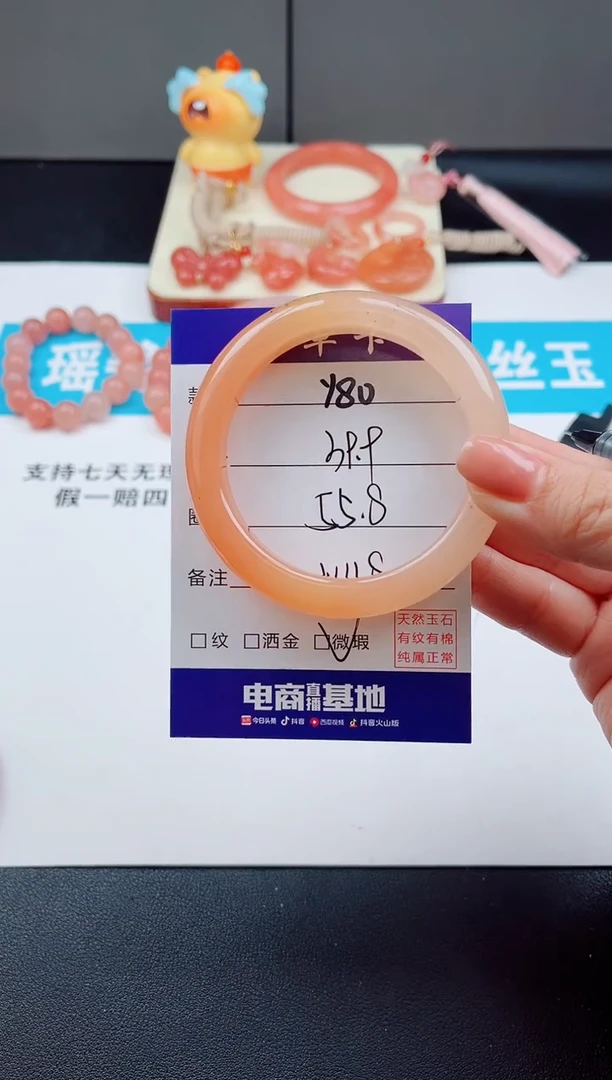 瑶
丝玉
支持七天无理
假一赔四
Y80
55.8
备注
□纹 □洒金 □微瑕
天然玉石
有纹有棉
纯属正常
电商直播基地
今日头条 抖音 西瓜视频 抖音火山版